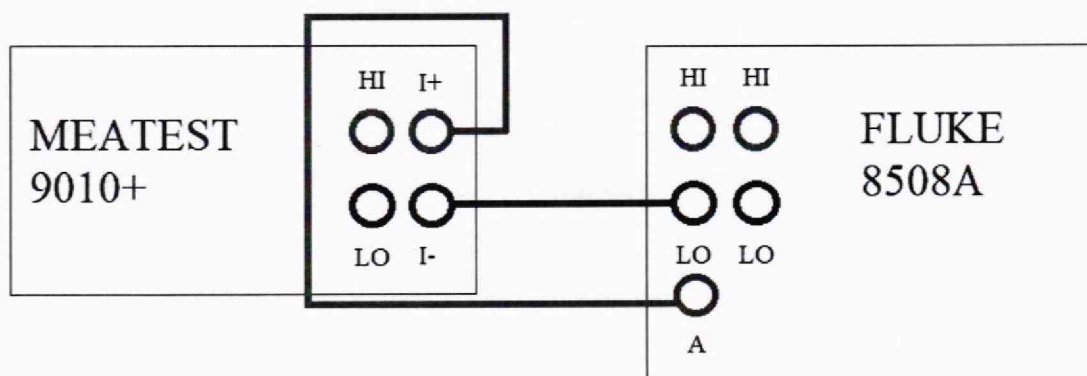 HI I+
MEATEST
9010+
LO I-
HI HI
FLUKE
8508A
LO LO
A